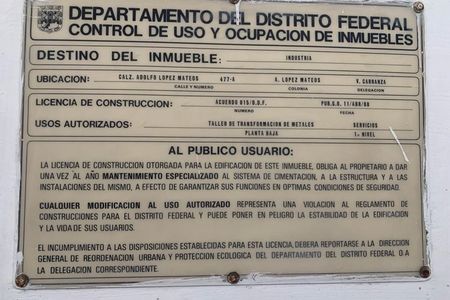 DEPARTAMENTO DEL DISTRITO FEDERAL
CONTROL DE USO Y OCUPACION DE INMUEBLES
DESTINO DEL INMUEBLE: INDUSTRIA
UBICACION: CALZ. ADOLFO LOPEZ MATEOS 477-A A. LOPEZ MATEOS V. CARRANZA
CALLE Y NUMERO COLONIA DELEGACION
LICENCIA DE CONSTRUCCION: ACUERDO 015/D.D.F. PUB.G.O. 11/ABR/88
NUMERO FECHA
USOS AUTORIZADOS: TALLER DE TRANSFORMACION DE METALES SERVICIOS
PLANTA BAJA 1er NIVEL
AL PUBLICO USUARIO:
LA LICENCIA DE CONSTRUCCION OTORGADA PARA LA EDIFICACION DE ESTE INMUEBLE, OBLIGA AL PROPIETARIO A DAR
UNA VEZ AL AÑO MANTENIMIENTO ESPECIALIZADO AL SISTEMA DE CIMENTACION, A LA ESTRUCTURA Y A LAS
INSTALACIONES DEL MISMO, A EFECTO DE GARANTIZAR SUS FUNCIONES EN OPTIMAS CONDICIONES DE SEGURIDAD.
CUALQUIER MODIFICACION AL USO AUTORIZADO REPRESENTA UNA VIOLACION AL REGLAMENTO DE
CONSTRUCCIONES PARA EL DISTRITO FEDERAL Y PUEDE PONER EN PELIGRO LA ESTABILIDAD DE LA EDIFICACION
Y LA VIDA DE SUS USUARIOS.
EL INCUMPLIMIENTO A LAS DISPOSICIONES ESTABLECIDAS PARA ESTA LICENCIA, DEBERA REPORTARSE A LA DIRECCION
GENERAL DE REORDENACION URBANA Y PROTECCION ECOLOGICA DEL DEPARTAMENTO DEL DISTRITO FEDERAL O A
LA DELEGACION CORRESPONDIENTE.